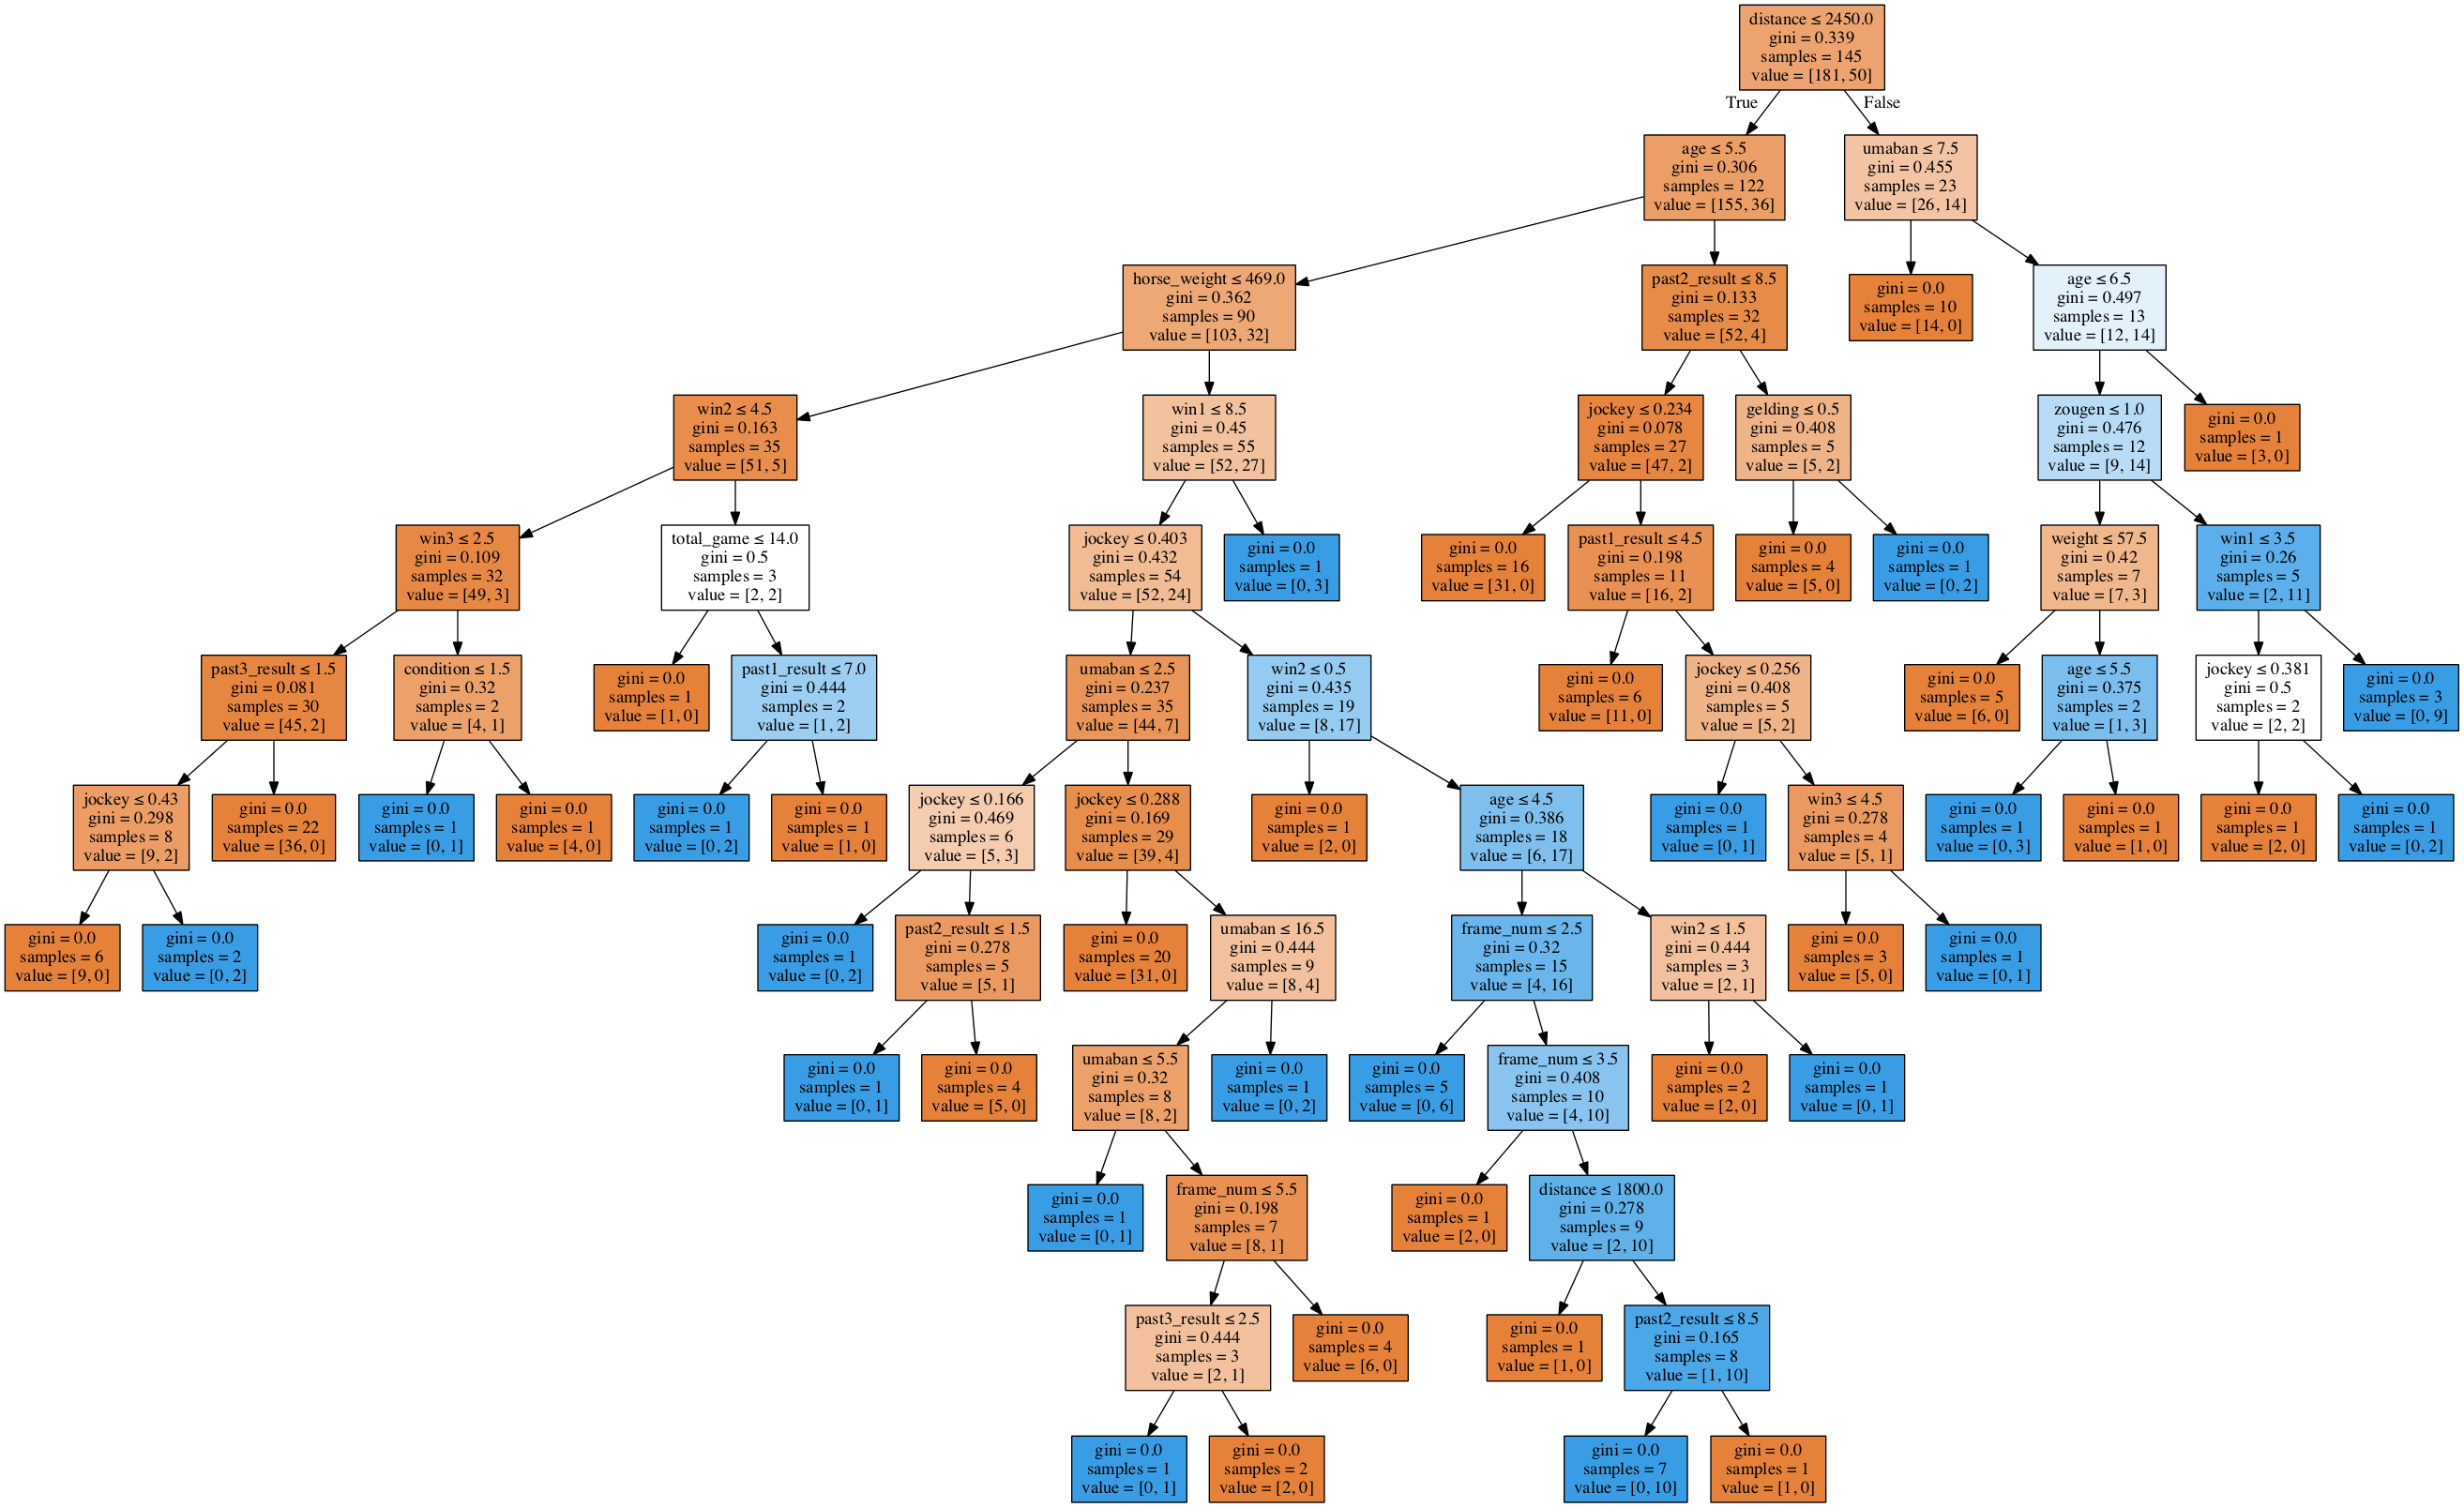 distance ≤ 2450.0
gini = 0.339
samples = 145
value = [181, 50]
True
False
age ≤ 5.5
gini = 0.306
samples = 122
value = [155, 36]
umaban ≤ 7.5
gini = 0.455
samples = 23
value = [26, 14]
horse_weight ≤ 469.0
gini = 0.362
samples = 90
value = [103, 32]
past2_result ≤ 8.5
gini = 0.133
samples = 32
value = [52, 4]
gini = 0.0
samples = 10
value = [14, 0]
age ≤ 6.5
gini = 0.497
samples = 13
value = [12, 14]
win2 ≤ 4.5
gini = 0.163
samples = 35
value = [51, 5]
win1 ≤ 8.5
gini = 0.45
samples = 55
value = [52, 27]
jockey ≤ 0.234
gini = 0.078
samples = 27
value = [47, 2]
gelding ≤ 0.5
gini = 0.408
samples = 5
value = [5, 2]
zougen ≤ 1.0
gini = 0.476
samples = 12
value = [9, 14]
gini = 0.0
samples = 1
value = [3, 0]
win3 ≤ 2.5
gini = 0.109
samples = 32
value = [49, 3]
total_game ≤ 14.0
gini = 0.5
samples = 3
value = [2, 2]
jockey ≤ 0.403
gini = 0.432
samples = 54
value = [52, 24]
gini = 0.0
samples = 1
value = [0, 3]
gini = 0.0
samples = 16
value = [31, 0]
past1_result ≤ 4.5
gini = 0.198
samples = 11
value = [16, 2]
gini = 0.0
samples = 4
value = [5, 0]
gini = 0.0
samples = 1
value = [0, 2]
weight ≤ 57.5
gini = 0.42
samples = 7
value = [7, 3]
win1 ≤ 3.5
gini = 0.26
samples = 5
value = [2, 11]
past3_result ≤ 1.5
gini = 0.081
samples = 30
value = [45, 2]
condition ≤ 1.5
gini = 0.32
samples = 2
value = [4, 1]
gini = 0.0
samples = 1
value = [1, 0]
past1_result ≤ 7.0
gini = 0.444
samples = 2
value = [1, 2]
umaban ≤ 2.5
gini = 0.237
samples = 35
value = [44, 7]
win2 ≤ 0.5
gini = 0.435
samples = 19
value = [8, 17]
gini = 0.0
samples = 6
value = [11, 0]
jockey ≤ 0.256
gini = 0.408
samples = 5
value = [5, 2]
gini = 0.0
samples = 5
value = [6, 0]
age ≤ 5.5
gini = 0.375
samples = 2
value = [1, 3]
jockey ≤ 0.381
gini = 0.5
samples = 2
value = [2, 2]
gini = 0.0
samples = 3
value = [0, 9]
jockey ≤ 0.43
gini = 0.298
samples = 8
value = [9, 2]
gini = 0.0
samples = 22
value = [36, 0]
gini = 0.0
samples = 1
value = [0, 1]
gini = 0.0
samples = 1
value = [4, 0]
gini = 0.0
samples = 1
value = [0, 2]
gini = 0.0
samples = 1
value = [1, 0]
jockey ≤ 0.166
gini = 0.469
samples = 6
value = [5, 3]
jockey ≤ 0.288
gini = 0.169
samples = 29
value = [39, 4]
gini = 0.0
samples = 1
value = [2, 0]
age ≤ 4.5
gini = 0.386
samples = 18
value = [6, 17]
gini = 0.0
samples = 1
value = [0, 1]
win3 ≤ 4.5
gini = 0.278
samples = 4
value = [5, 1]
gini = 0.0
samples = 1
value = [0, 3]
gini = 0.0
samples = 1
value = [1, 0]
gini = 0.0
samples = 1
value = [2, 0]
gini = 0.0
samples = 1
value = [0, 2]
gini = 0.0
samples = 6
value = [9, 0]
gini = 0.0
samples = 2
value = [0, 2]
gini = 0.0
samples = 1
value = [0, 2]
past2_result ≤ 1.5
gini = 0.278
samples = 5
value = [5, 1]
gini = 0.0
samples = 20
value = [31, 0]
umaban ≤ 16.5
gini = 0.444
samples = 9
value = [8, 4]
frame_num ≤ 2.5
gini = 0.32
samples = 15
value = [4, 16]
win2 ≤ 1.5
gini = 0.444
samples = 3
value = [2, 1]
gini = 0.0
samples = 3
value = [5, 0]
gini = 0.0
samples = 1
value = [0, 1]
gini = 0.0
samples = 1
value = [0, 1]
gini = 0.0
samples = 4
value = [5, 0]
umaban ≤ 5.5
gini = 0.32
samples = 8
value = [8, 2]
gini = 0.0
samples = 1
value = [0, 2]
gini = 0.0
samples = 5
value = [0, 6]
frame_num ≤ 3.5
gini = 0.408
samples = 10
value = [4, 10]
gini = 0.0
samples = 2
value = [2, 0]
gini = 0.0
samples = 1
value = [0, 1]
gini = 0.0
samples = 1
value = [0, 1]
frame_num ≤ 5.5
gini = 0.198
samples = 7
value = [8, 1]
gini = 0.0
samples = 1
value = [2, 0]
distance ≤ 1800.0
gini = 0.278
samples = 9
value = [2, 10]
past3_result ≤ 2.5
gini = 0.444
samples = 3
value = [2, 1]
gini = 0.0
samples = 4
value = [6, 0]
gini = 0.0
samples = 1
value = [1, 0]
past2_result ≤ 8.5
gini = 0.165
samples = 8
value = [1, 10]
gini = 0.0
samples = 1
value = [0, 1]
gini = 0.0
samples = 2
value = [2, 0]
gini = 0.0
samples = 7
value = [0, 10]
gini = 0.0
samples = 1
value = [1, 0]